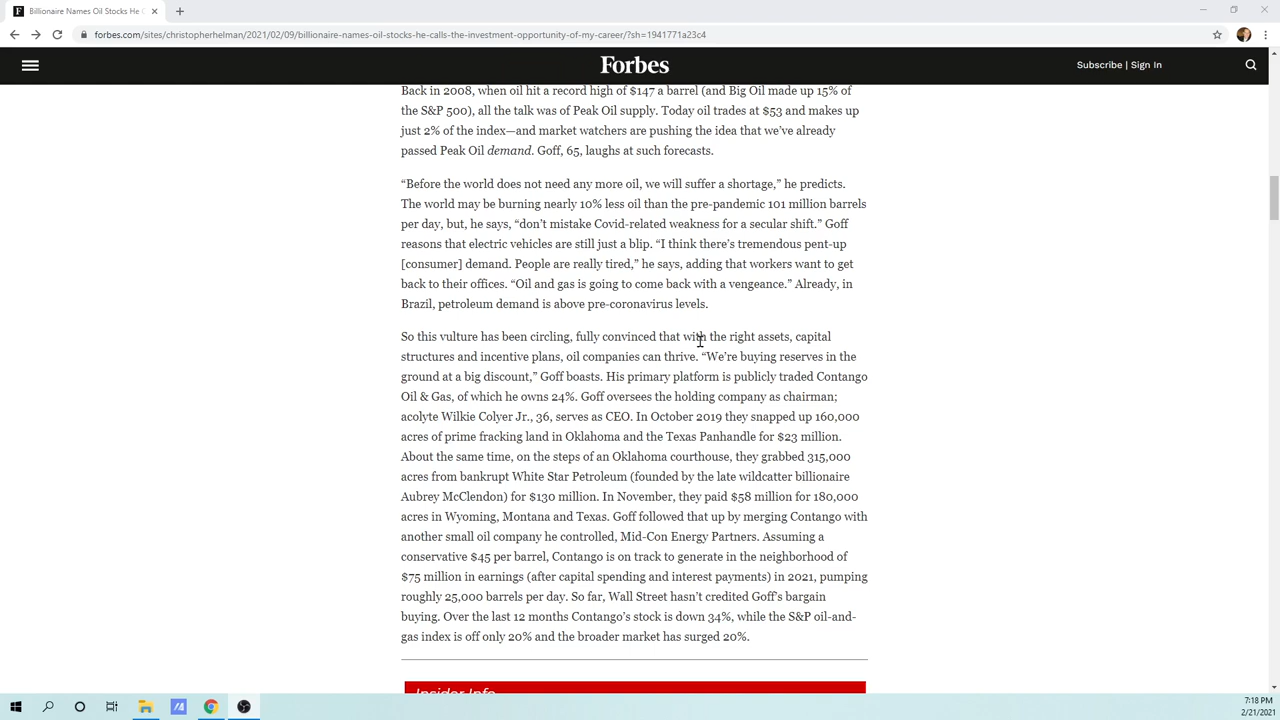 Billionaire Names Oil Stocks He C
forbes.com/sites/christopherhelman/2021/02/09/billionaire-names-oil-stocks-he-calls-the-investment-opportunity-of-my-career/?sh=1941771a23c4
Forbes
Subscribe | Sign In
Back in 2008, when oil hit a record high of $147 a barrel (and Big Oil made up 15% of
the S&P 500), all the talk was of Peak Oil supply. Today oil trades at $53 and makes up
just 2% of the index—and market watchers are pushing the idea that we've already
passed Peak Oil demand. Goff, 65, laughs at such forecasts.
“Before the world does not need any more oil, we will suffer a shortage,” he predicts.
The world may be burning nearly 10% less oil than the pre-pandemic 101 million barrels
per day, but, he says, “don’t mistake Covid-related weakness for a secular shift.” Goff
reasons that electric vehicles are still just a blip. “I think there’s tremendous pent-up
[consumer] demand. People are really tired,” he says, adding that workers want to get
back to their offices. “Oil and gas is going to come back with a vengeance.” Already, in
Brazil, petroleum demand is above pre-coronavirus levels.
So this vulture has been circling, fully convinced that with the right assets, capital
structures and incentive plans, oil companies can thrive. “We’re buying reserves in the
ground at a big discount,” Goff boasts. His primary platform is publicly traded Contango
Oil & Gas, of which he owns 24%. Goff oversees the holding company as chairman;
acolyte Wilkie Colyer Jr., 36, serves as CEO. In October 2019 they snapped up 160,000
acres of prime fracking land in Oklahoma and the Texas Panhandle for $23 million.
About the same time, on the steps of an Oklahoma courthouse, they grabbed 315,000
acres from bankrupt White Star Petroleum (founded by the late wildcatter billionaire
Aubrey McClendon) for $130 million. In November, they paid $58 million for 180,000
acres in Wyoming, Montana and Texas. Goff followed that up by merging Contango with
another small oil company he controlled, Mid-Con Energy Partners. Assuming a
conservative $45 per barrel, Contango is on track to generate in the neighborhood of
$75 million in earnings (after capital spending and interest payments) in 2021, pumping
roughly 25,000 barrels per day. So far, Wall Street hasn’t credited Goff’s bargain
buying. Over the last 12 months Contango’s stock is down 34%, while the S&P oil-and-
gas index is off only 20% and the broader market has surged 20%.
Insider Info
7:18 PM
2/21/2021